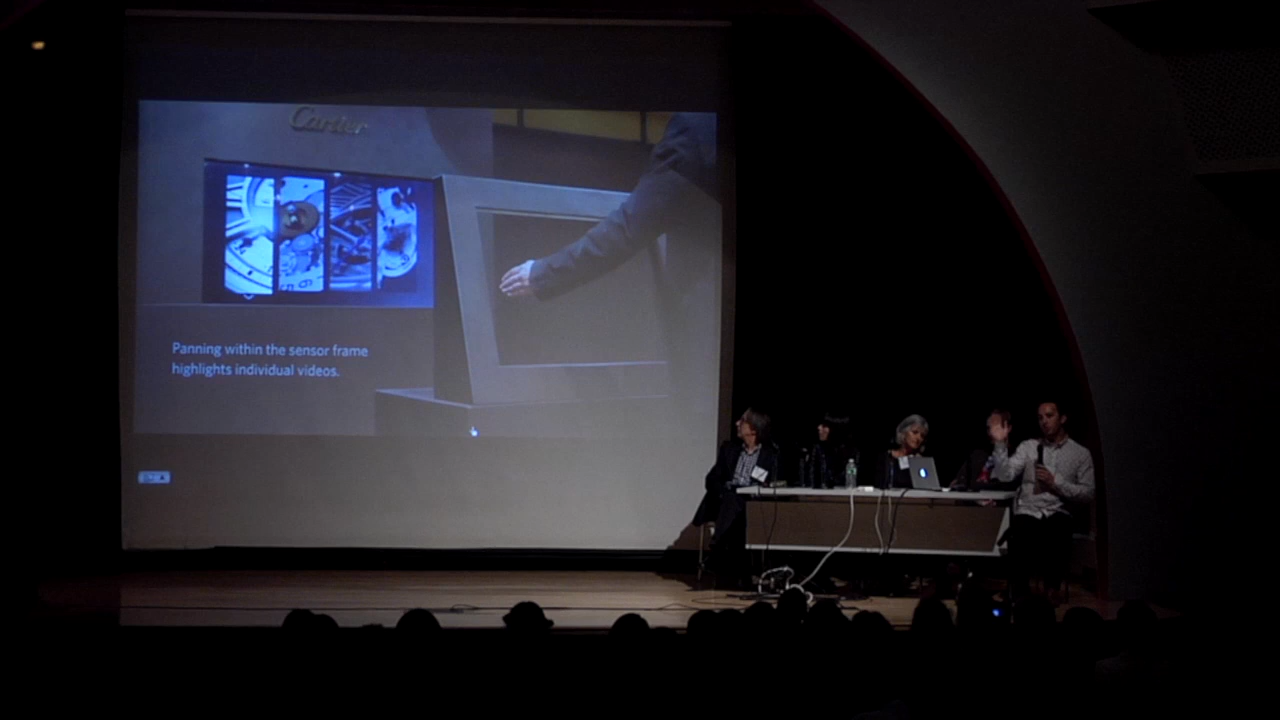 Cartier
Panning within the sensor frame
highlights individual videos.